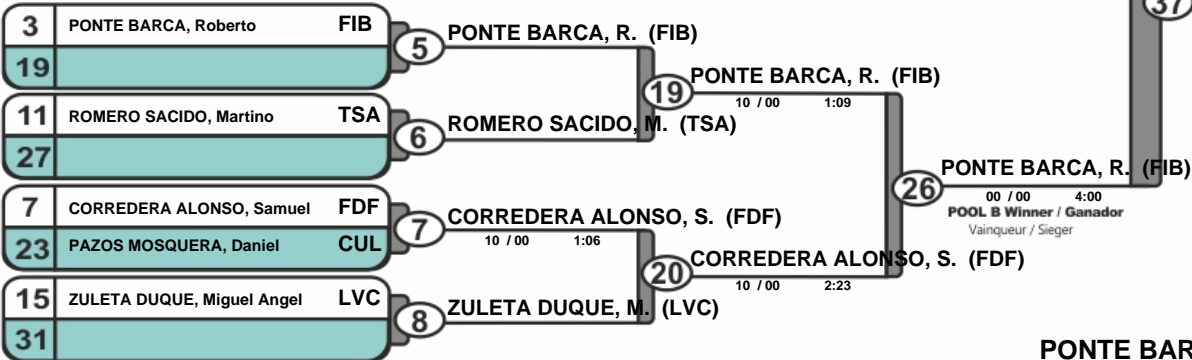 37
3 PONTE BARCA, Roberto FIB
19
5
PONTE BARCA, R. (FIB)
11 ROMERO SACIDO, Martino TSA
27
6
ROMERO SACIDO, M. (TSA)
19
PONTE BARCA, R. (FIB)
10 / 00 1:09
7 CORREDERA ALONSO, Samuel FDF
23 PAZOS MOSQUERA, Daniel CUL
7
CORREDERA ALONSO, S. (FDF)
10 / 00 1:06
15 ZULETA DUQUE, Miguel Angel LVC
31
8
ZULETA DUQUE, M. (LVC)
20
CORREDERA ALONSO, S. (FDF)
10 / 00 2:23
26
PONTE BARCA, R. (FIB)
00 / 00 4:00
POOL B Winner / Ganador
Vainqueur / Sieger
PONTE BAR